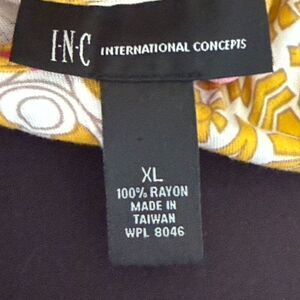 I·N·C INTERNATIONAL CONCEPTS
XL
100% RAYON
MADE IN
TAIWAN
WPL 8046